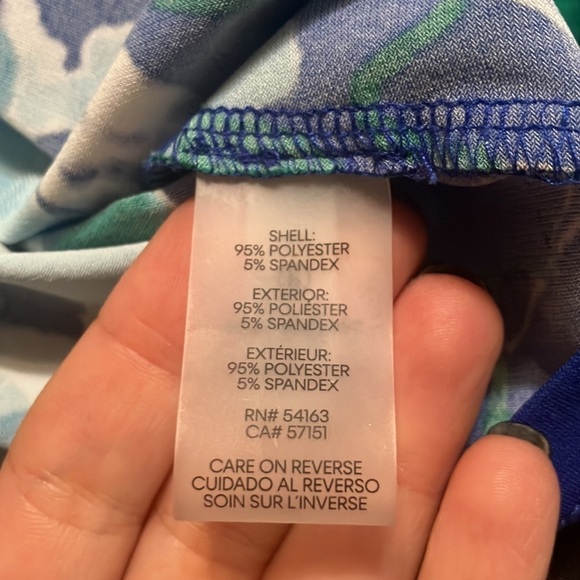 SHELL:
95% POLYESTER
5% SPANDEX
EXTERIOR:
95% POLIÉSTER
5% SPANDEX
EXTÉRIEUR:
95% POLYESTER
5% SPANDEX
RN# 54163
CA# 57151
CARE ON REVERSE
CUIDADO AL REVERSO
SOIN SUR L'INVERSE